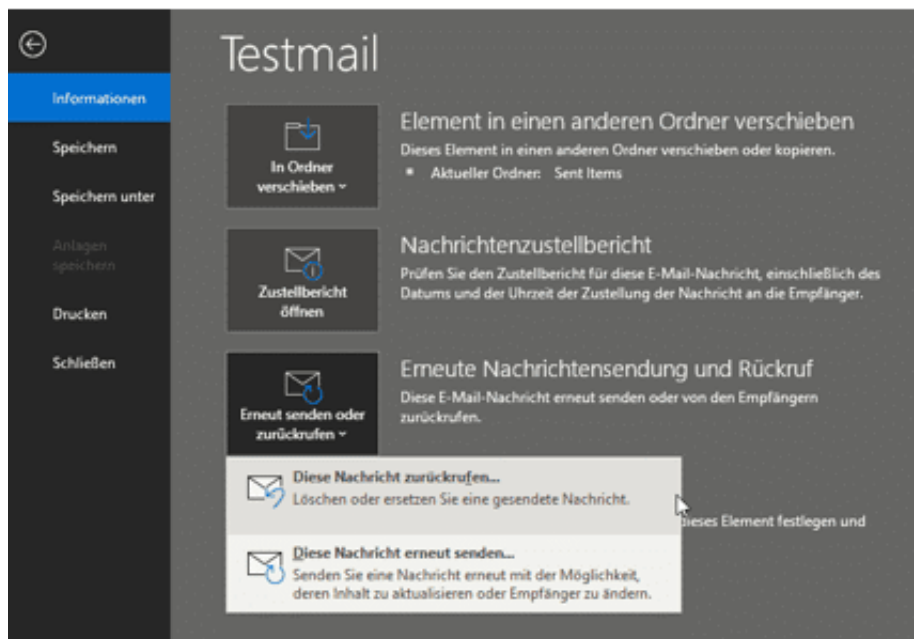 Testmail
Informationen
Speichern
Speichern unter
Anlagen
speichern
Drucken
Schließen
In Ordner
verschieben
Element in einen anderen Ordner verschieben
Dieses Element in einen anderen Ordner verschieben oder kopieren.
Aktueller Ordner: Sent Items
Zustellbericht
öffnen
Nachrichtenzustellbericht
Prüfen Sie den Zustellbericht für diese E-Mail-Nachricht, einschließlich des
Datums und der Uhrzeit der Zustellung der Nachricht an die Empfänger.
Erneut senden oder
zurückrufen
Erneute Nachrichtensendung und Rückruf
Diese E-Mail-Nachricht erneut senden oder von den Empfängern
zurückrufen.
Diese Nachricht zurückrufen...
Löschen oder ersetzen Sie eine gesendete Nachricht.
dieses Element festlegen und
Diese Nachricht erneut senden...
Senden Sie eine Nachricht erneut mit der Möglichkeit,
deren Inhalt zu aktualisieren oder Empfänger zu ändern.